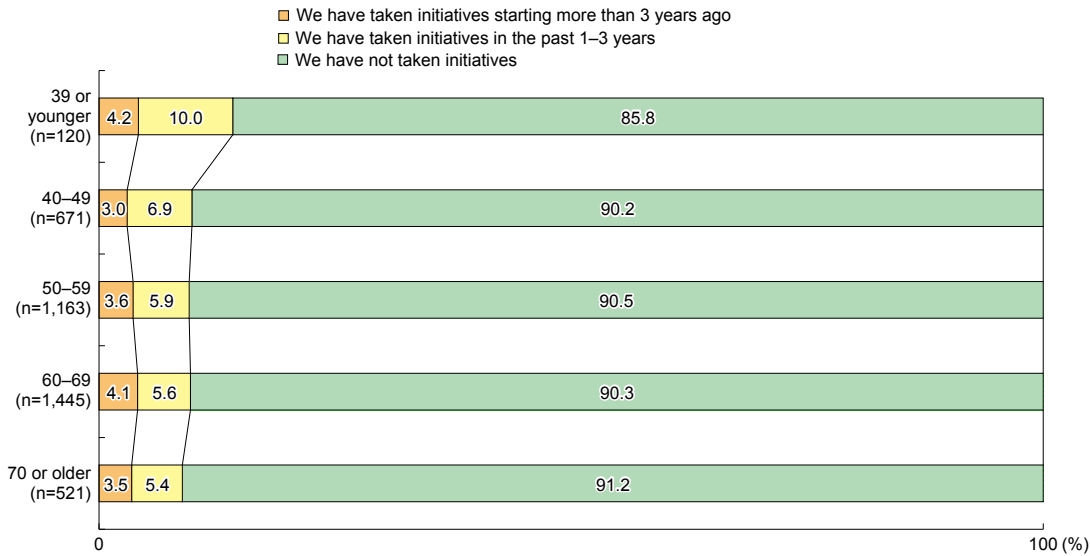 We have taken initiatives starting more than 3 years ago
We have taken initiatives in the past 1–3 years
We have not taken initiatives
39 or
younger
(n=120)
4.2
10.0
85.8
40–49
(n=671)
3.0
6.9
90.2
50–59
(n=1,163)
3.6
5.9
90.5
60–69
(n=1,445)
4.1
5.6
90.3
70 or older
(n=521)
3.5
5.4
91.2
0
100 (%)